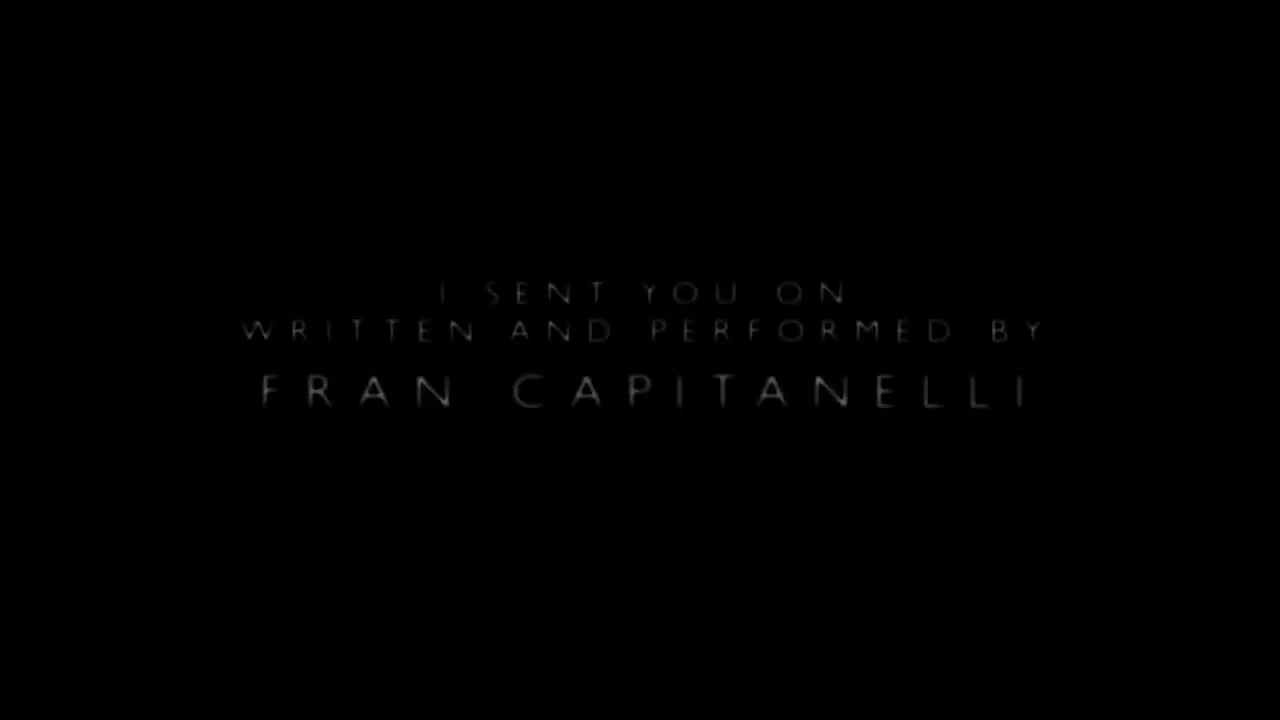 "I SENT YOU ON"
WRITTEN AND PERFORMED BY
FRAN CAPITANELLI